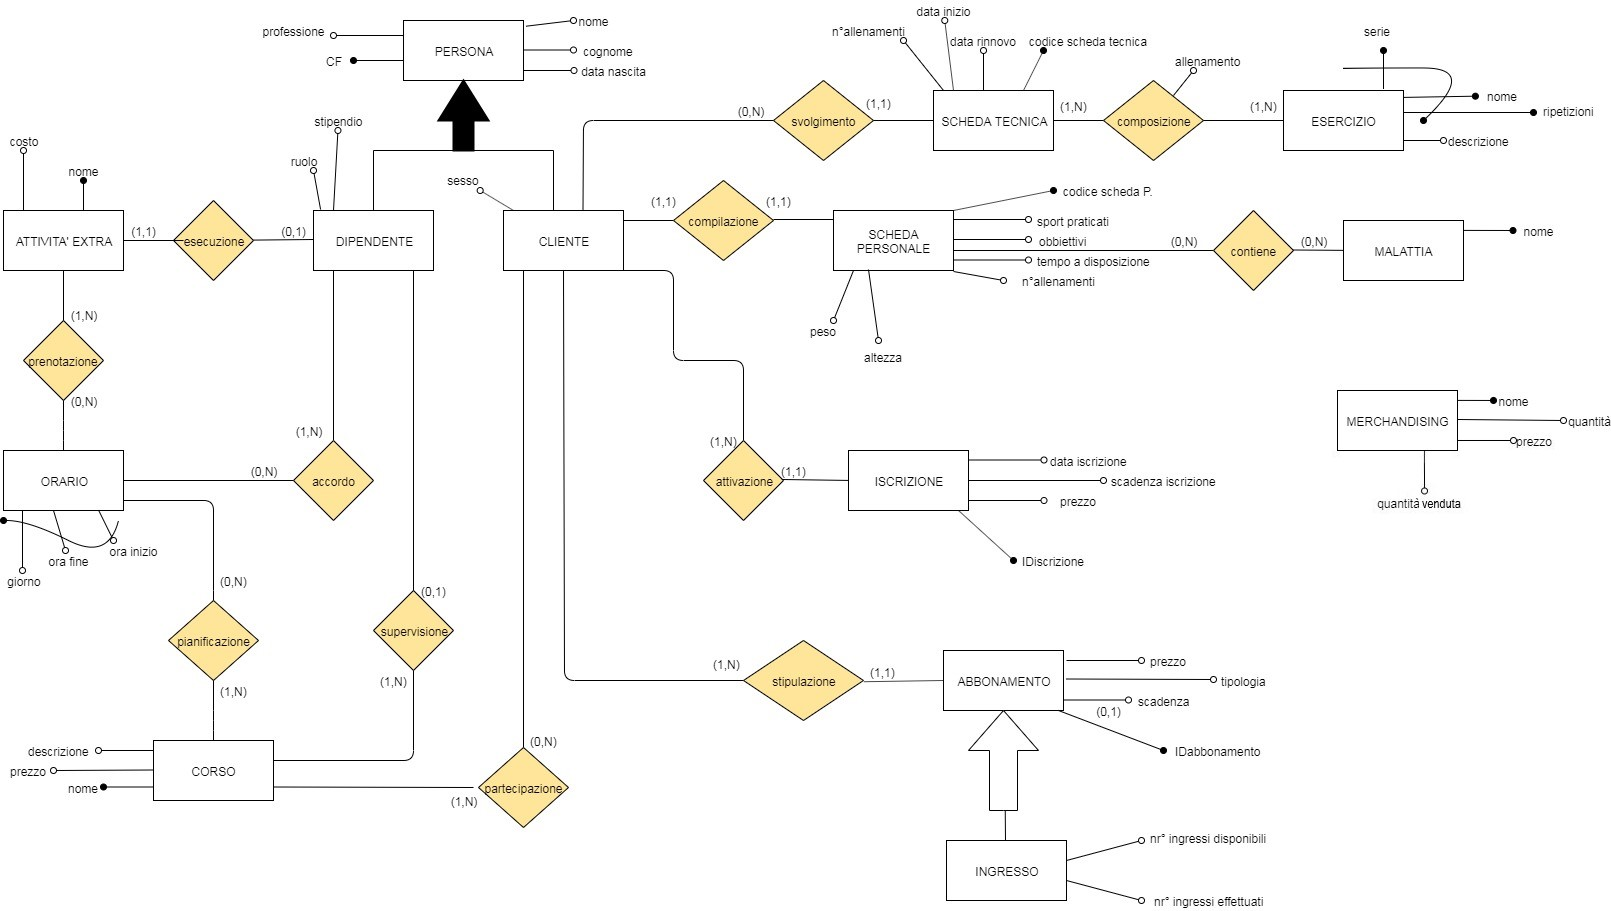 data inizio
nome
professione
PERSONA
n°allenamenti
serie
data rinnovo
codice scheda tecnica
cognome
CF
data nascita
allenamento
nome
(0,N)
(1,1)
(1,N)
(1,N)
ripetizioni
stipendio
svolgimento
SCHEDA TECNICA
composizione
ESERCIZIO
costo
descrizione
ruolo
nome
sesso
codice scheda P.
(1,1)
(1,1)
sport praticati
compilazione
(1,1)
(0,1)
SCHEDA
PERSONALE
nome
ATTIVITA' EXTRA
esecuzione
DIPENDENTE
CLIENTE
obbiettivi
(0,N)
(0,N)
contiene
MALATTIA
tempo a disposizione
n°allenamenti
(1,N)
peso
altezza
prenotazione
(0,N)
nome
MERCHANDISING
quantità
(1,N)
(1,N)
prezzo
data iscrizione
(0,N)
(1,1)
ORARIO
accordo
attivazione
ISCRIZIONE
scadenza iscrizione
prezzo
quantità venduta
ora inizio
ora fine
IDiscrizione
giorno
(0,N)
(0,1)
supervisione
pianificazione
(1,N)
(1,1)
prezzo
(1,N)
(1,N)
stipulazione
ABBONAMENTO
tipologia
scadenza
(0,1)
(0,N)
descrizione
IDabbonamento
prezzo
CORSO
nome
partecipazione
(1,N)
nr° ingressi disponibili
INGRESSO
nr° ingressi effettuati